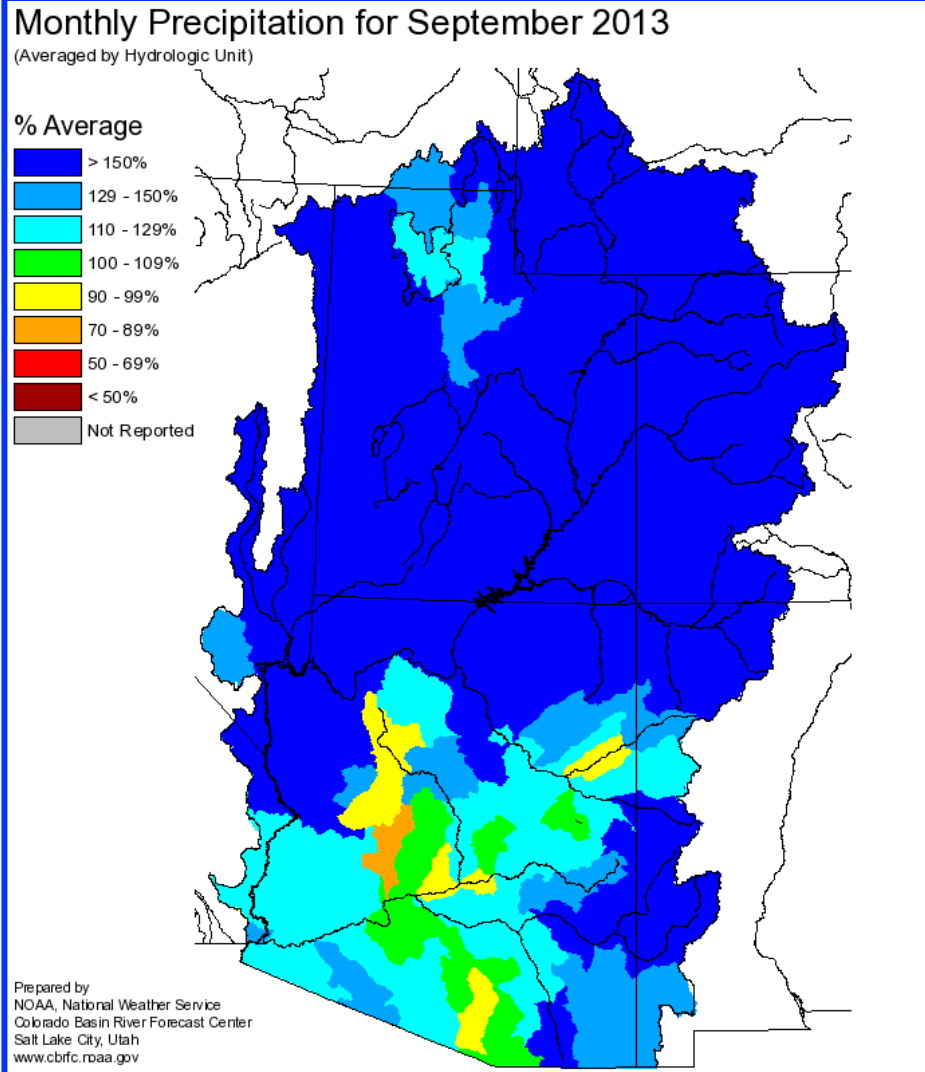 Monthly Precipitation for September 2013
(Averaged by Hydrologic Unit)
% Average
> 150%
129 - 150%
110 - 129%
100 - 109%
90 - 99%
70 - 89%
50 - 69%
< 50%
Not Reported
Prepared by
NOAA, National Weather Service
Colorado Basin River Forecast Center
Salt Lake City, Utah
www.cbrfc.noaa.gov